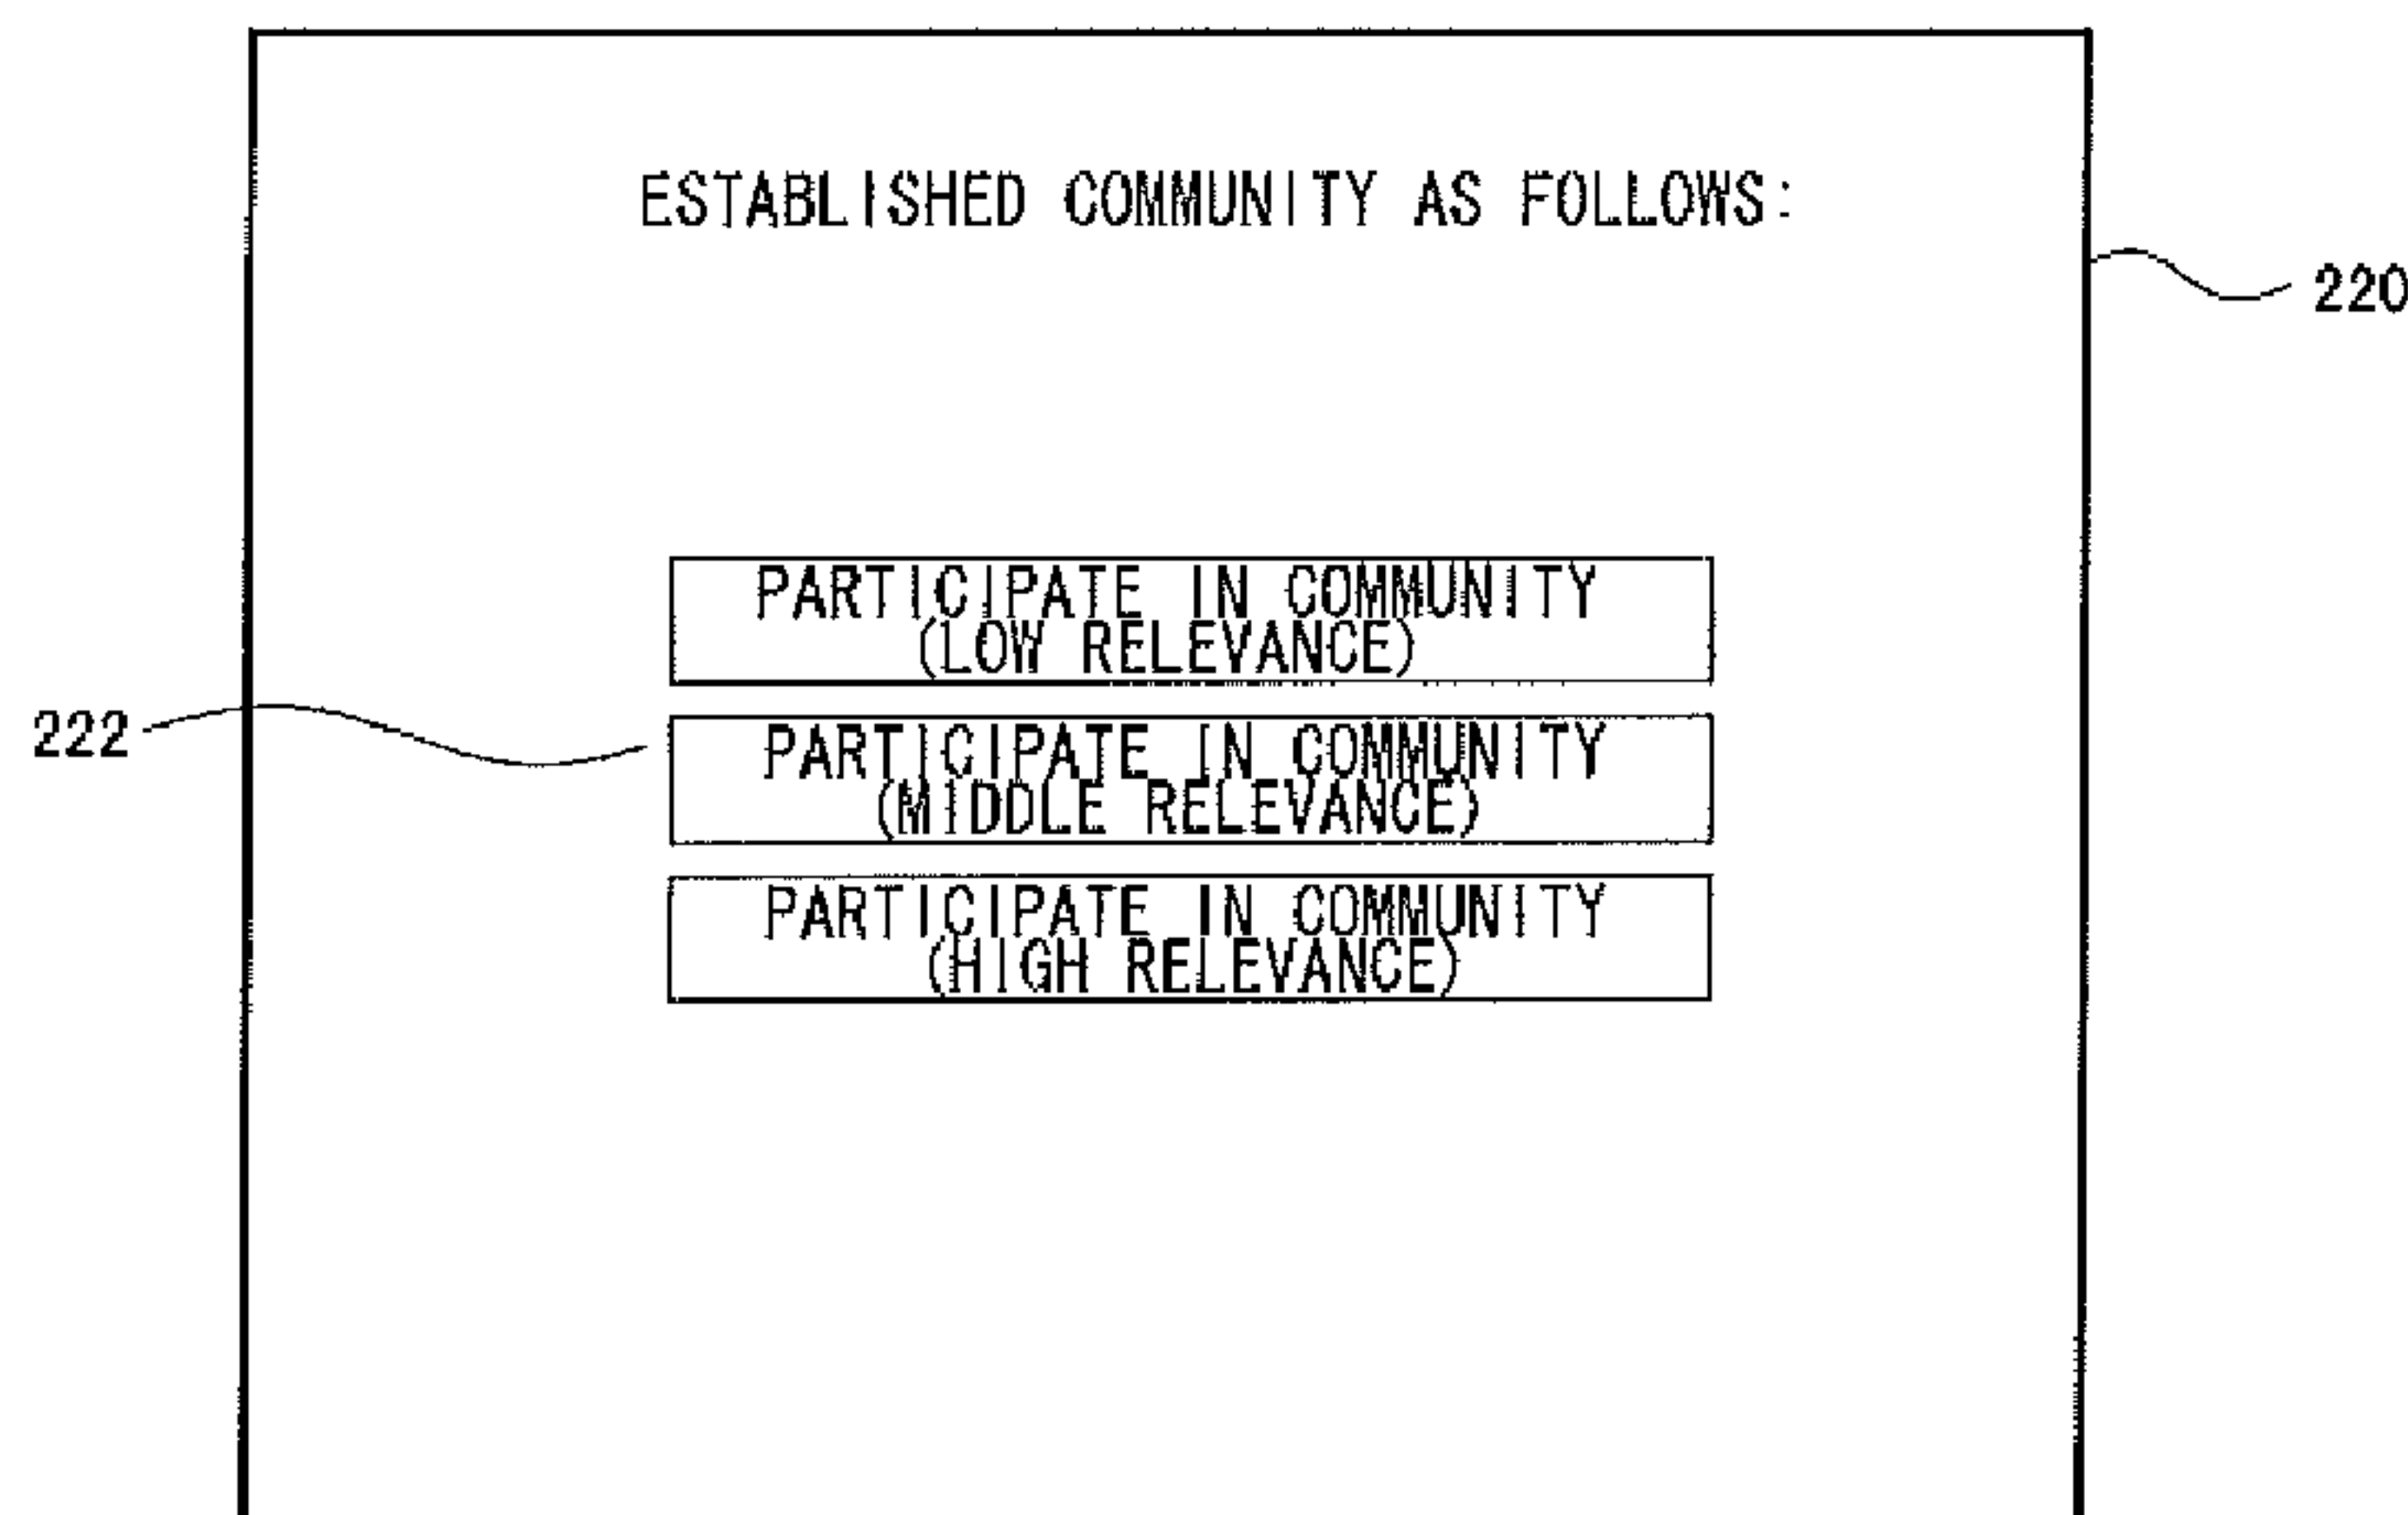 ESTABLISHED COMMUNITY AS FOLLOWS:
220
PARTICIPATE IN COMMUNITY
(LOW RELEVANCE)
222
PARTICIPATE IN COMMUNITY
(MIDDLE RELEVANCE)
PARTICIPATE IN COMMUNITY
(HIGH RELEVANCE)